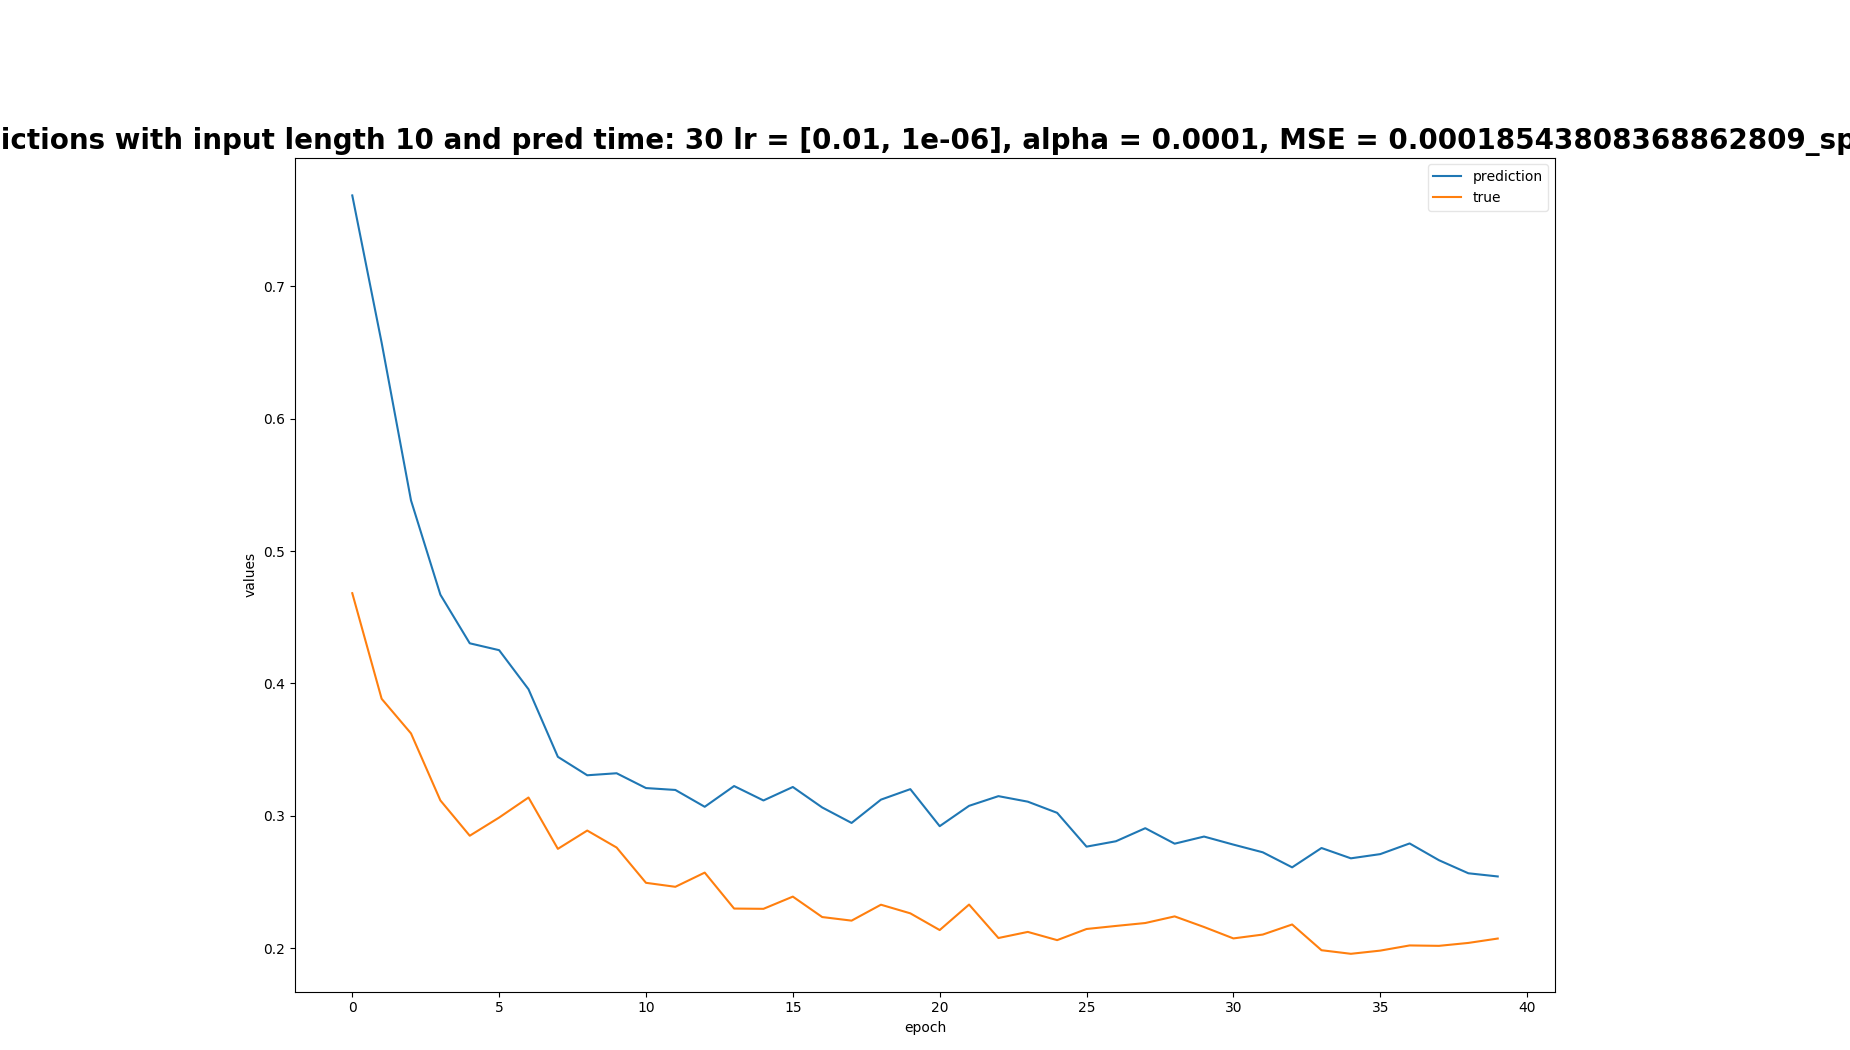 ictions with input length 10 and pred time: 30 lr = [0.01, 1e-06], alpha = 0.0001, MSE = 0.00018543808368862809_sp
prediction
true
0.7
0.6
0.5
0.4
0.3
0.2
values
0 5 10 15 20 25 30 35 40
epoch